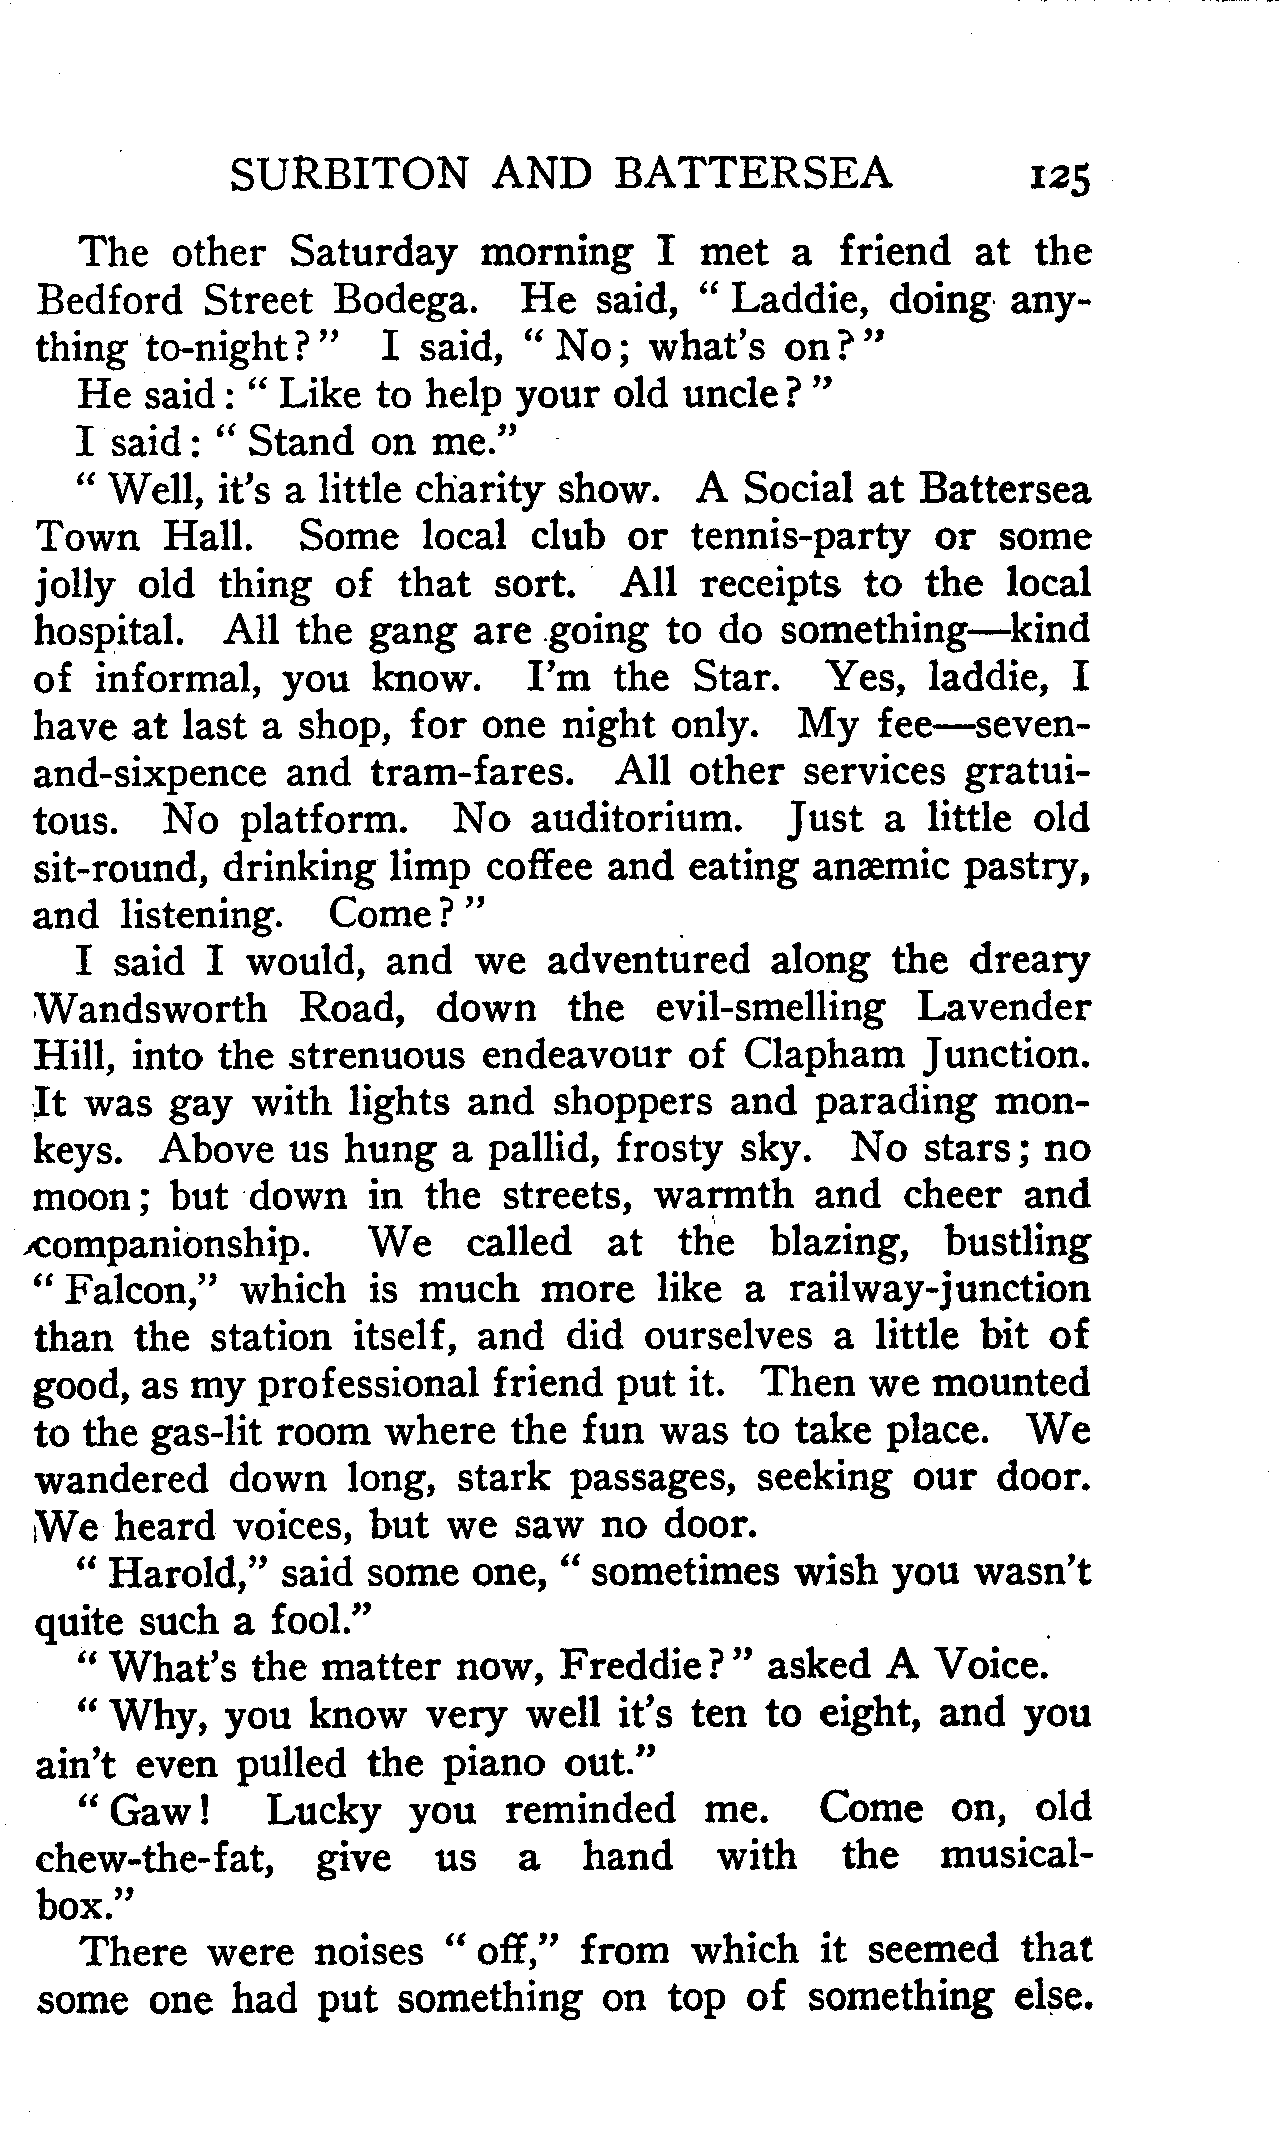 SURBITON AND BATTERSEA 125
The other Saturday morning I met a friend at the
Bedford Street Bodega. He said, “ Laddie, doing any-
thing to-night? ” I said, “ No; what's on? ”
He said : “ Like to help your old uncle? ”
I said : “ Stand on me.”
“ Well, it's a little charity show. A Social at Battersea
Town Hall. Some local club or tennis-party or some
jolly old thing of that sort. All receipts to the local
hospital. All the gang are going to do something—kind
of informal, you know. I'm the Star. Yes, laddie, I
have at last a shop, for one night only. My fee—seven-
and-sixpence and tram-fares. All other services gratui-
tous. No platform. No auditorium. Just a little old
sit-round, drinking limp coffee and eating anæmic pastry,
and listening. Come? ”
I said I would, and we adventured along the dreary
Wandsworth Road, down the evil-smelling Lavender
Hill, into the strenuous endeavour of Clapham Junction.
It was gay with lights and shoppers and parading mon-
keys. Above us hung a pallid, frosty sky. No stars; no
moon; but down in the streets, warmth and cheer and
companionship. We called at the blazing, bustling
“ Falcon,” which is much more like a railway-junction
than the station itself, and did ourselves a little bit of
good, as my professional friend put it. Then we mounted
to the gas-lit room where the fun was to take place. We
wandered down long, stark passages, seeking our door.
We heard voices, but we saw no door.
“ Harold,” said some one, “ sometimes wish you wasn't
quite such a fool.”
“ What's the matter now, Freddie? ” asked A Voice.
“ Why, you know very well it's ten to eight, and you
ain't even pulled the piano out.”
“ Gaw! Lucky you reminded me. Come on, old
chew-the-fat, give us a hand with the musical-
box.”
There were noises “ off,” from which it seemed that
some one had put something on top of something else.